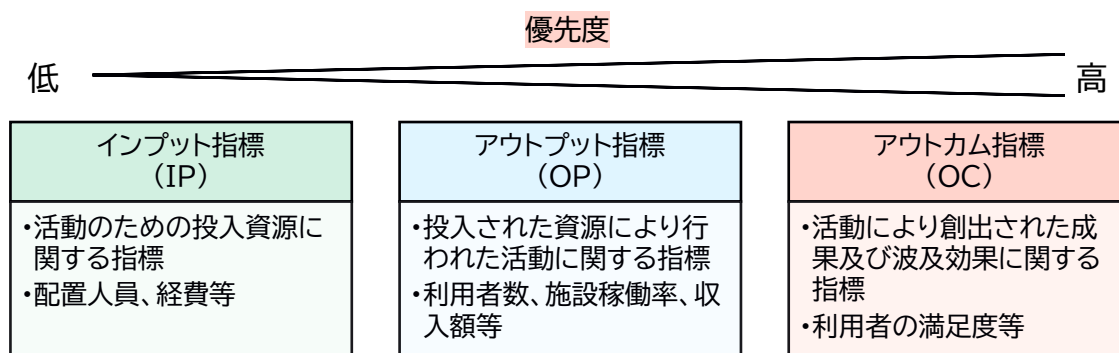 優先度
低
高
インプット指標
(IP)
・活動のための投入資源に
関する指標
・配置人員、経費等
アウトプット指標
(OP)
・投入された資源により行
われた活動に関する指標
・利用者数、施設稼働率、収
入額等
アウトカム指標
(OC)
・活動により創出された成
果及び波及効果に関する
指標
・利用者の満足度等